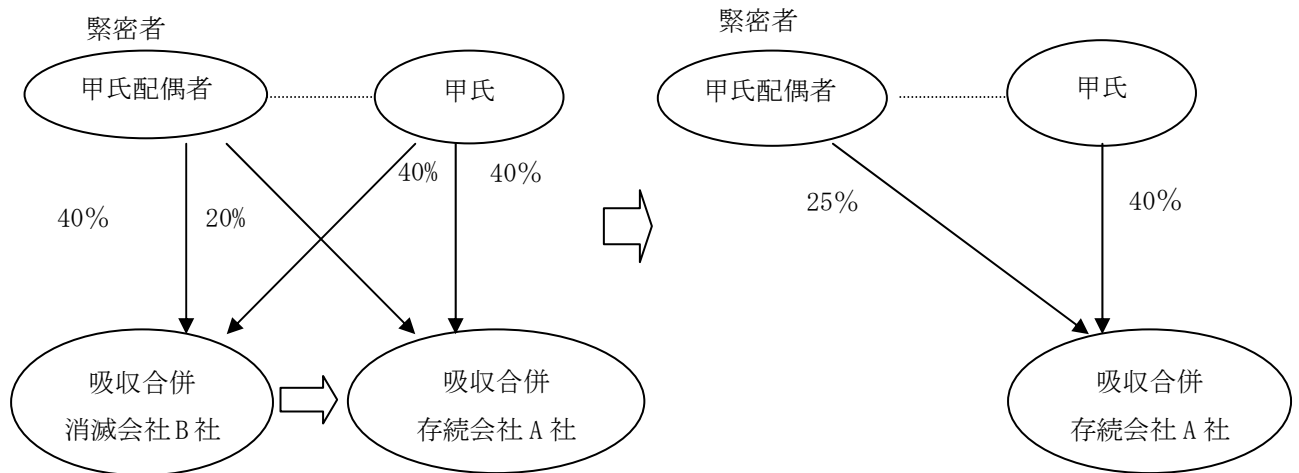 緊密者
甲氏配偶者
甲氏
40％
20%
40%
40％
吸収合併
消滅会社B社
吸収合併
存続会社A社
緊密者
甲氏配偶者
甲氏
25％
40％
吸収合併
存続会社A社